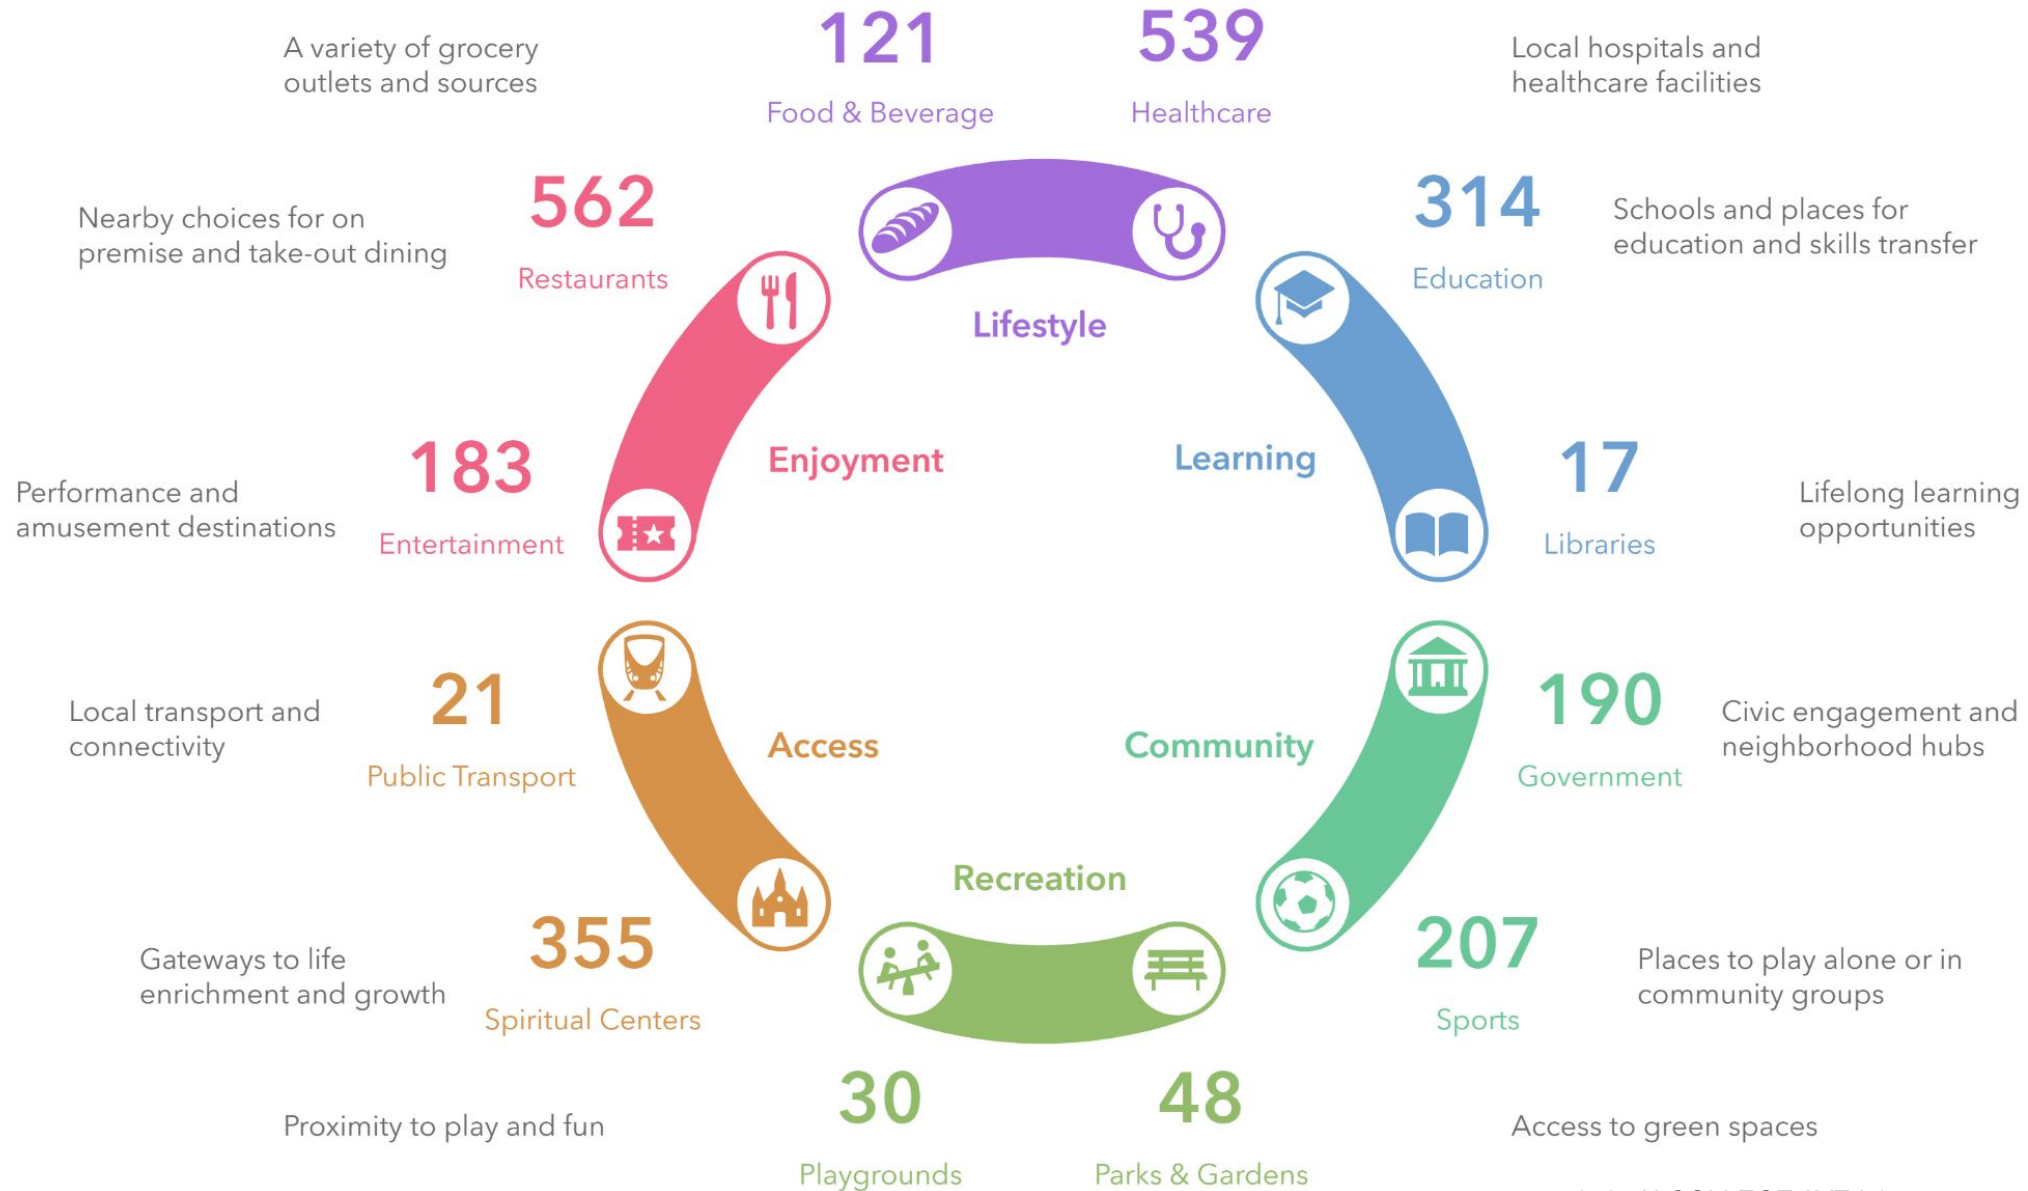 121
539
A variety of grocery
outlets and sources
Food & Beverage
Healthcare
Local hospitals and
healthcare facilities
562
Restaurants
Nearby choices for on
premise and take-out dining
Lifestyle
314
Education
Schools and places for
education and skills transfer
183
Entertainment
Performance and
amusement destinations
Enjoyment
Learning
17
Libraries
Lifelong learning
opportunities
21
Public Transport
Local transport and
connectivity
Access
Community
190
Government
Civic engagement and
neighborhood hubs
355
Spiritual Centers
Gateways to life
enrichment and growth
Recreation
207
Sports
Places to play alone or in
community groups
30
Playgrounds
Proximity to play and fun
48
Parks & Gardens
Access to green spaces